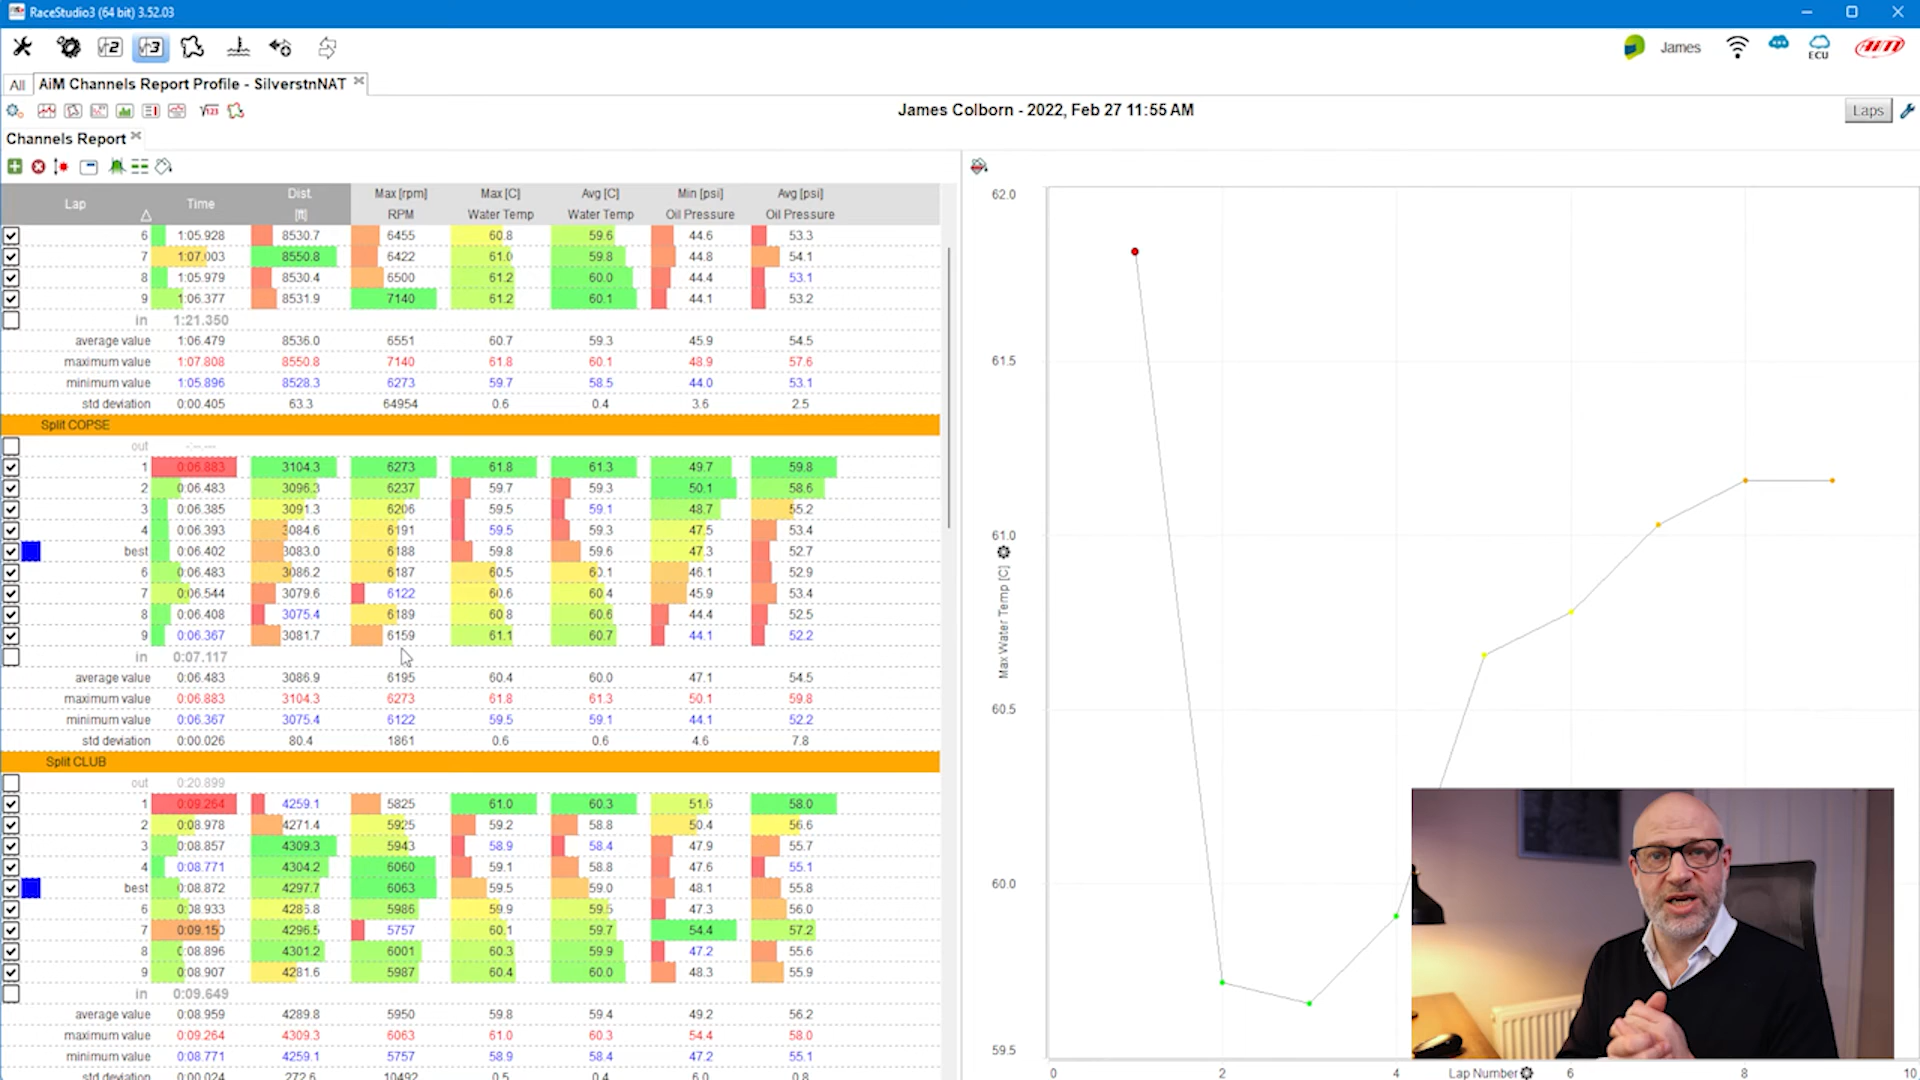 RaceStudio3 (64 bit) 3.52.03
James ECU AiM
All AiM Channels Report Profile - SilverstnNAT
James Colborn - 2022, Feb 27 11:55 AM Laps
Channels Report
Lap Time Dist. [ft] Max [rpm] RPM Max [C] Water Temp Avg [C] Water Temp Min [psi] Oil Pressure Avg [psi] Oil Pressure
6 1:05.928 8530.7 6455 60.8 59.6 44.6 53.3
7 1:07.003 8550.8 6422 61.0 59.8 44.8 54.1
8 1:05.979 8530.4 6500 61.2 60.0 44.4 53.1
9 1:06.377 8531.9 7140 61.2 60.1 44.1 53.2
in 1:21.350
average value 1:06.479 8536.0 6551 60.7 59.3 45.9 54.5
maximum value 1:07.808 8550.8 7140 61.8 60.1 48.9 57.6
minimum value 1:05.896 8528.3 6273 59.7 58.5 44.0 53.1
std deviation 0:00.405 63.3 64954 0.6 0.4 3.6 2.5
Split COPSE
out -:--.---
1 0:06.883 3104.3 6273 61.8 61.3 49.7 59.8
2 0:06.483 3096.3 6237 59.7 59.3 50.1 58.6
3 0:06.385 3091.3 6206 59.5 59.1 48.7 55.2
4 0:06.393 3084.6 6191 59.5 59.3 47.5 53.4
best 0:06.402 3083.0 6188 59.8 59.6 47.3 52.7
6 0:06.483 3086.2 6187 60.5 60.1 46.1 52.9
7 0:06.544 3079.6 6122 60.6 60.4 45.9 53.4
8 0:06.408 3075.4 6189 60.8 60.6 44.4 52.5
9 0:06.367 3081.7 6159 61.1 60.7 44.1 52.2
in 0:07.117
average value 0:06.483 3086.9 6195 60.4 60.0 47.1 54.5
maximum value 0:06.883 3104.3 6273 61.8 61.3 50.1 59.8
minimum value 0:06.367 3075.4 6122 59.5 59.1 44.1 52.2
std deviation 0:00.026 80.4 1861 0.6 0.6 4.6 7.8
Split CLUB
out 0:20.899
1 0:09.264 4259.1 5825 61.0 60.3 51.6 58.0
2 0:08.978 4271.4 5925 59.2 58.8 50.4 56.6
3 0:08.857 4309.3 5943 58.9 58.4 47.9 55.7
4 0:08.771 4304.2 6060 59.1 58.8 47.6 55.1
best 0:08.872 4297.7 6063 59.5 59.0 48.1 55.8
6 0:08.933 4285.8 5986 59.9 59.5 47.3 56.0
7 0:09.150 4296.5 5757 60.1 59.7 54.4 57.2
8 0:08.896 4301.2 6001 60.3 59.9 47.2 55.6
9 0:08.907 4281.6 5987 60.4 60.0 48.3 55.9
in 0:09.649
average value 0:08.959 4289.8 5950 59.8 59.4 49.2 56.2
maximum value 0:09.264 4309.3 6063 61.0 60.3 54.4 58.0
minimum value 0:08.771 4259.1 5757 58.9 58.4 47.2 55.1
std deviation 0:00.024 272.6 10492 0.5 0.4 6.0 0.8
62.0
61.5
61.0
60.5
60.0
59.5
Max Water Temp [C]
0 2 4 Lap Number 6 8 10